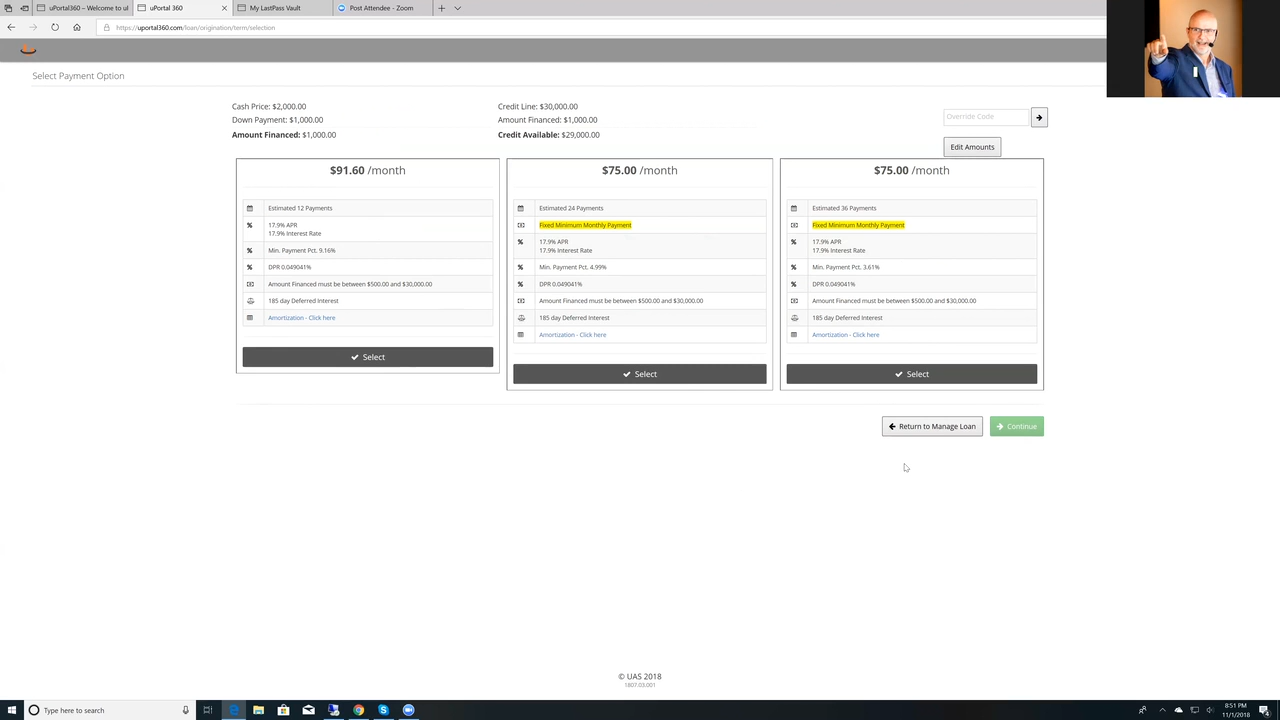 uPortal360 – Welcome to ul
uPortal 360
My LastPass Vault
Post Attendee - Zoom
https://uportal360.com/loan/origination/term/selection
Select Payment Option
Cash Price: $2,000.00
Down Payment: $1,000.00
Amount Financed: $1,000.00
Credit Line: $30,000.00
Amount Financed: $1,000.00
Credit Available: $29,000.00
Override Code
Edit Amounts
$91.60 /month
Estimated 12 Payments
17.9% APR
17.9% Interest Rate
Min. Payment Pct. 9.16%
DPR 0.049041%
Amount Financed must be between $500.00 and $30,000.00
185 day Deferred Interest
Amortization - Click here
Select
$75.00 /month
Estimated 24 Payments
Fixed Minimum Monthly Payment
17.9% APR
17.9% Interest Rate
Min. Payment Pct. 4.99%
DPR 0.049041%
Amount Financed must be between $500.00 and $30,000.00
185 day Deferred Interest
Amortization - Click here
Select
$75.00 /month
Estimated 36 Payments
Fixed Minimum Monthly Payment
17.9% APR
17.9% Interest Rate
Min. Payment Pct. 3.61%
DPR 0.049041%
Amount Financed must be between $500.00 and $30,000.00
185 day Deferred Interest
Amortization - Click here
Select
Return to Manage Loan
Continue
© UAS 2018
1807.03.001
Type here to search
8:51 PM
11/1/2018